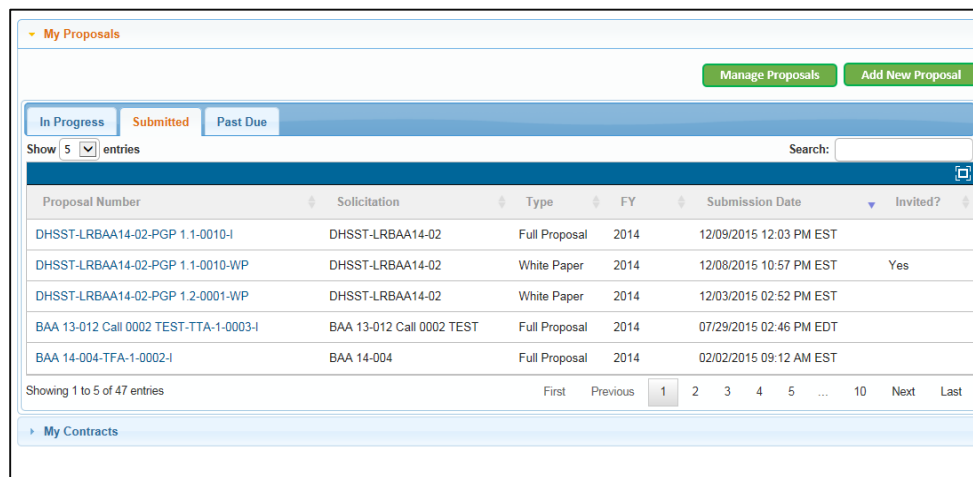 My Proposals
Manage Proposals Add New Proposal
In Progress Submitted Past Due
Show 5 entries Search:
Proposal Number Solicitation Type FY Submission Date Invited?
DHSST-LRBAA14-02-PGP 1.1-0010-I DHSST-LRBAA14-02 Full Proposal 2014 12/09/2015 12:03 PM EST
DHSST-LRBAA14-02-PGP 1.1-0010-WP DHSST-LRBAA14-02 White Paper 2014 12/08/2015 10:57 PM EST Yes
DHSST-LRBAA14-02-PGP 1.2-0001-WP DHSST-LRBAA14-02 White Paper 2014 12/03/2015 02:52 PM EST
BAA 13-012 Call 0002 TEST-TTA-1-0003-I BAA 13-012 Call 0002 TEST Full Proposal 2014 07/29/2015 02:46 PM EDT
BAA 14-004-TFA-1-0002-I BAA 14-004 Full Proposal 2014 02/02/2015 09:12 AM EST
Showing 1 to 5 of 47 entries First Previous 1 2 3 4 5 ... 10 Next Last
My Contracts